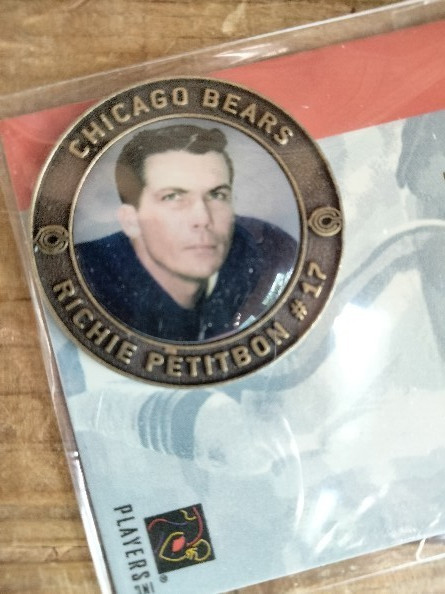 CHICAGO BEARS
RICHIE PETITBON #17
PLAYERS
®